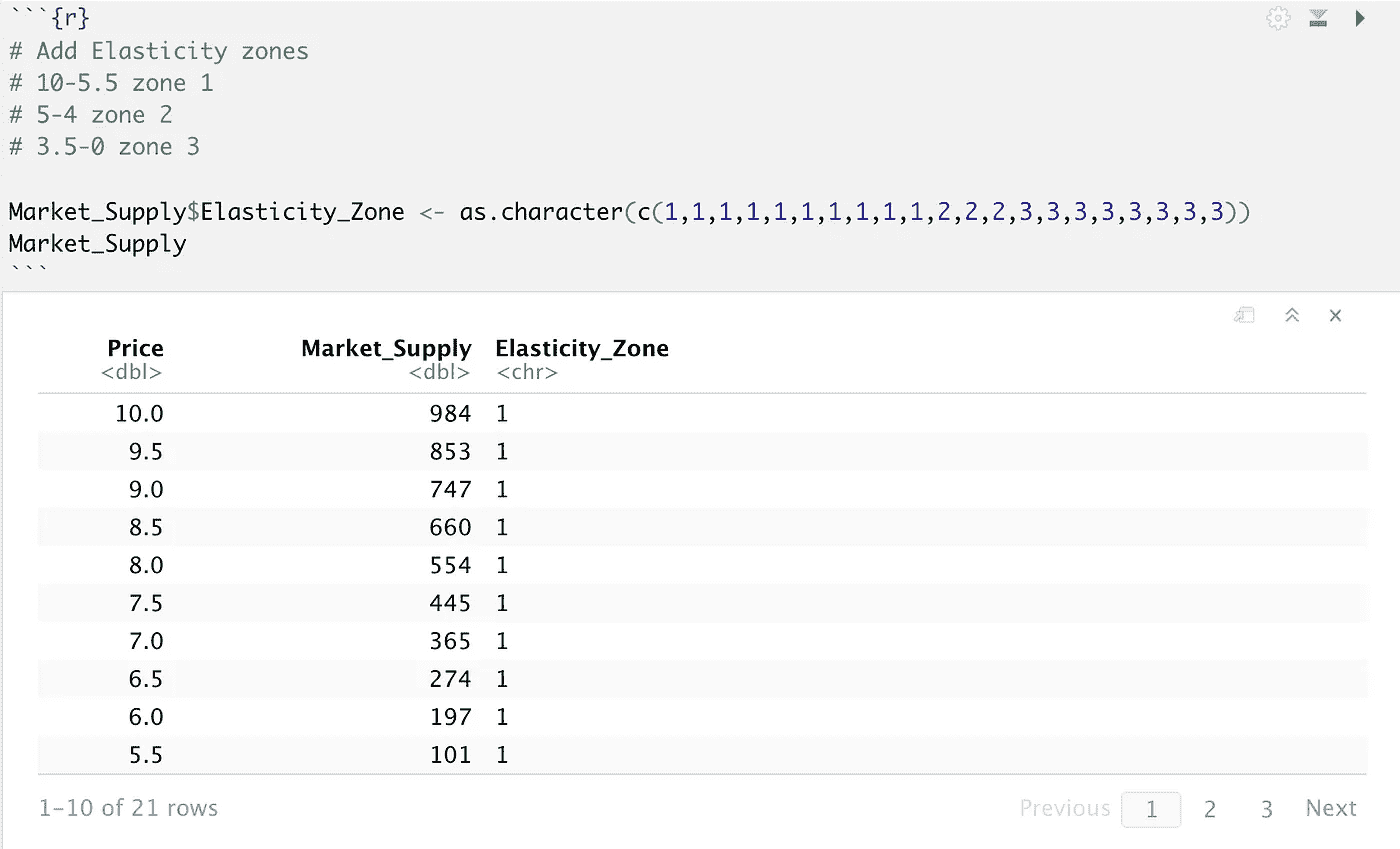 ```{r}
# Add Elasticity zones
# 10-5.5 zone 1
# 5-4 zone 2
# 3.5-0 zone 3
Market_Supply$Elasticity_Zone <- as.character(c(1,1,1,1,1,1,1,1,1,1,2,2,2,3,3,3,3,3,3,3,3))
Market_Supply
```
Price Market_Supply Elasticity_Zone
<dbl> <dbl> <chr>
10.0 984 1
9.5 853 1
9.0 747 1
8.5 660 1
8.0 554 1
7.5 445 1
7.0 365 1
6.5 274 1
6.0 197 1
5.5 101 1
1-10 of 21 rows Previous 1 2 3 Next